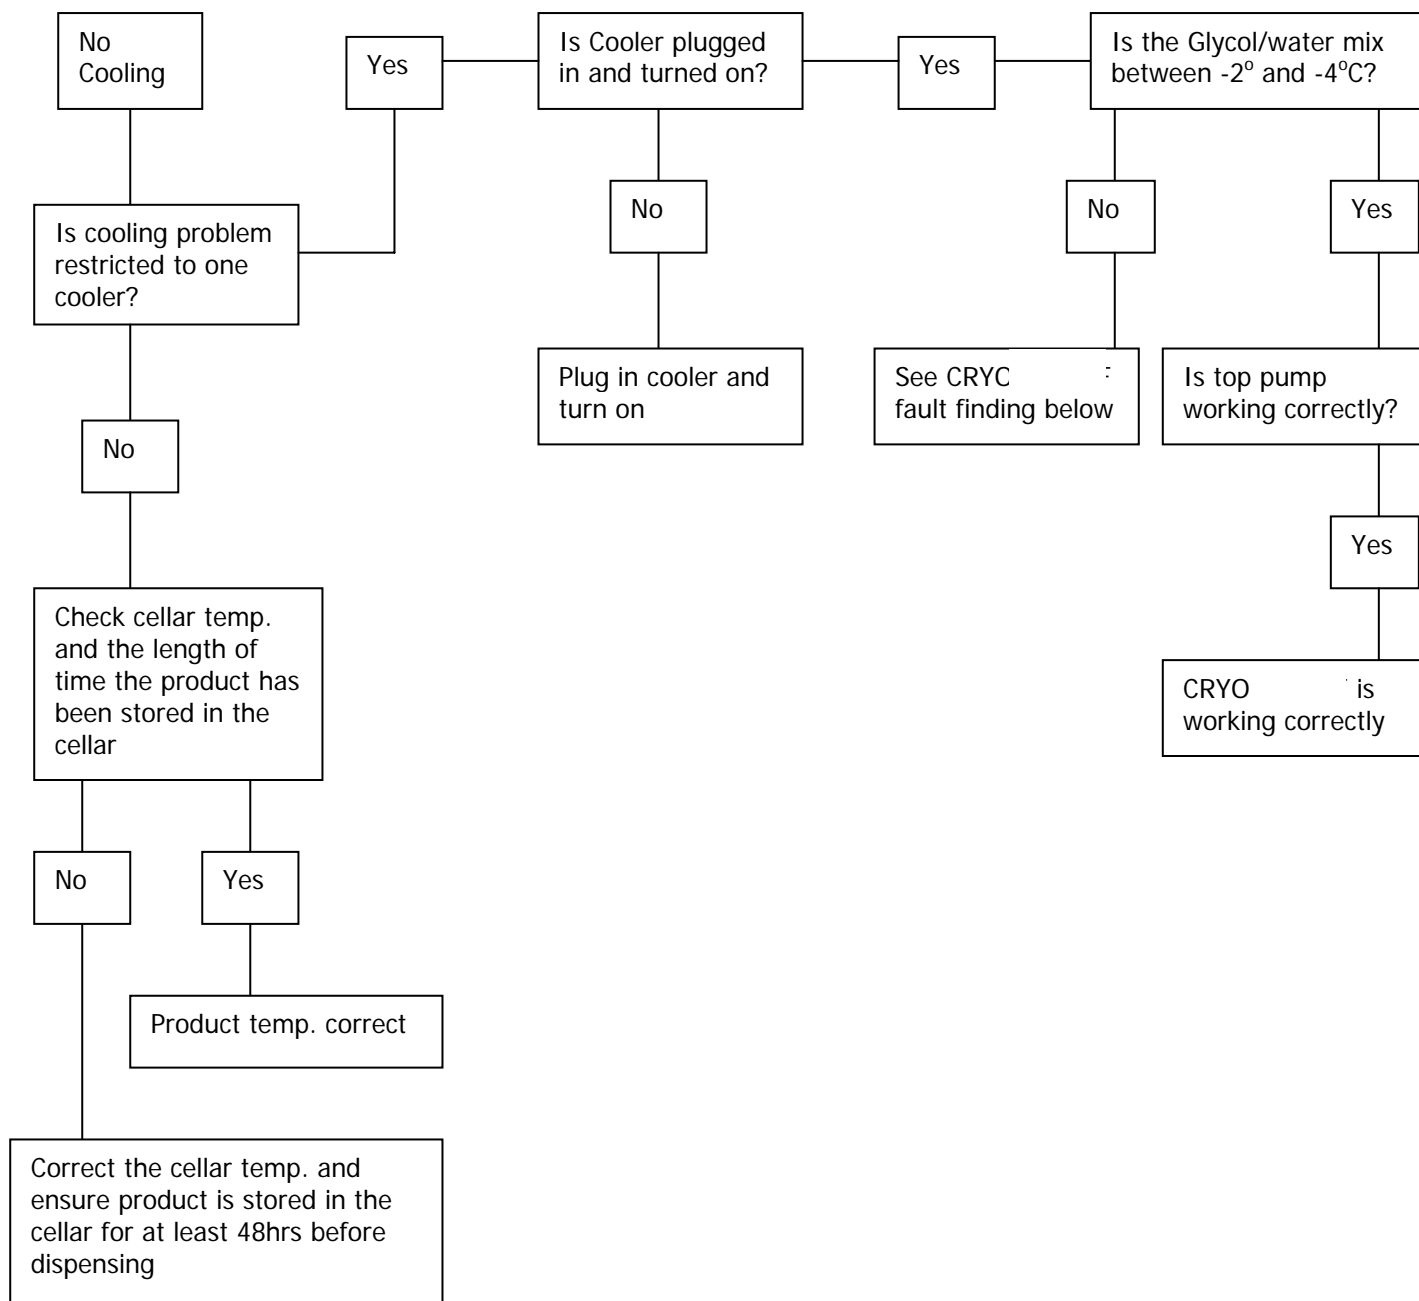 No
Cooling
Yes
Is Cooler plugged
in and turned on?
Yes
Is the Glycol/water mix
between -2° and -4°C?
No
No
Yes
Is cooling problem
restricted to one
cooler?
Plug in cooler and
turn on
See
fault finding below
Is top pump
working correctly?
No
Yes
Check cellar temp.
and the length of
time the product has
been stored in the
cellar
CRYO is
working correctly
No
Yes
Product temp. correct
Correct the cellar temp. and
ensure product is stored in the
cellar for at least 48hrs before
dispensing